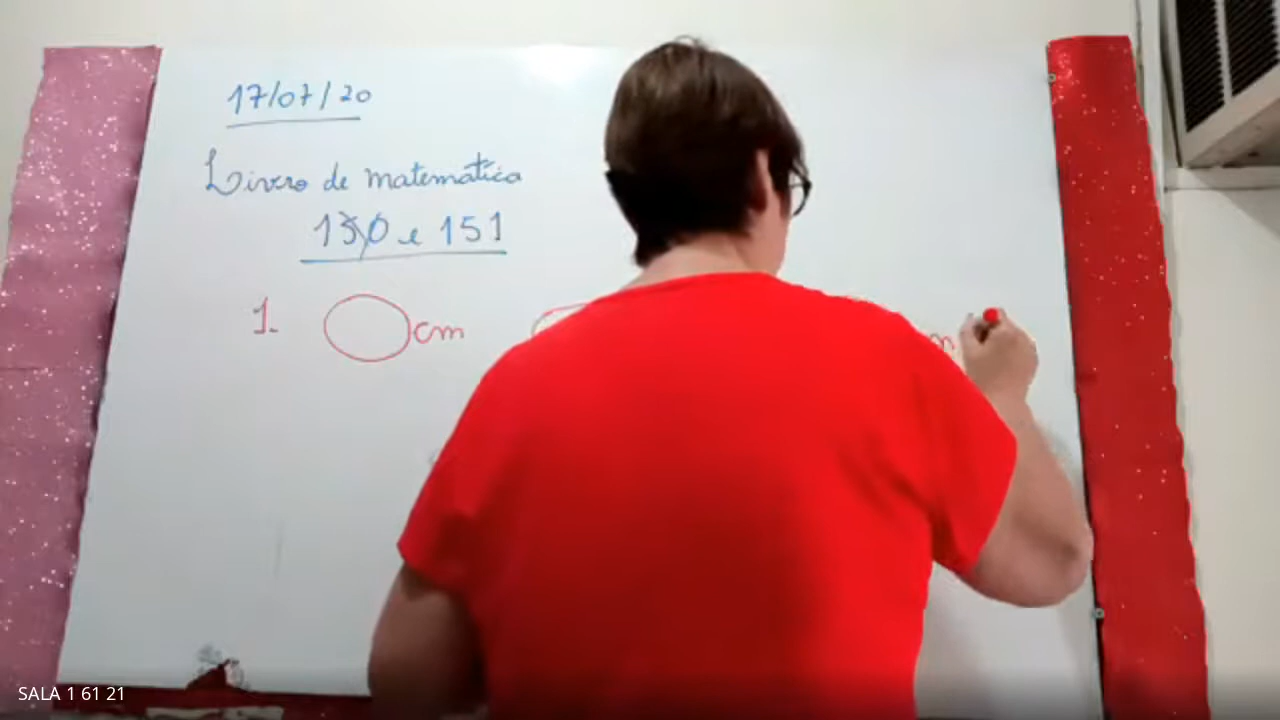 17/07/20
Livro de matemática
150 e 151
1. cm m
SALA 1 61 21